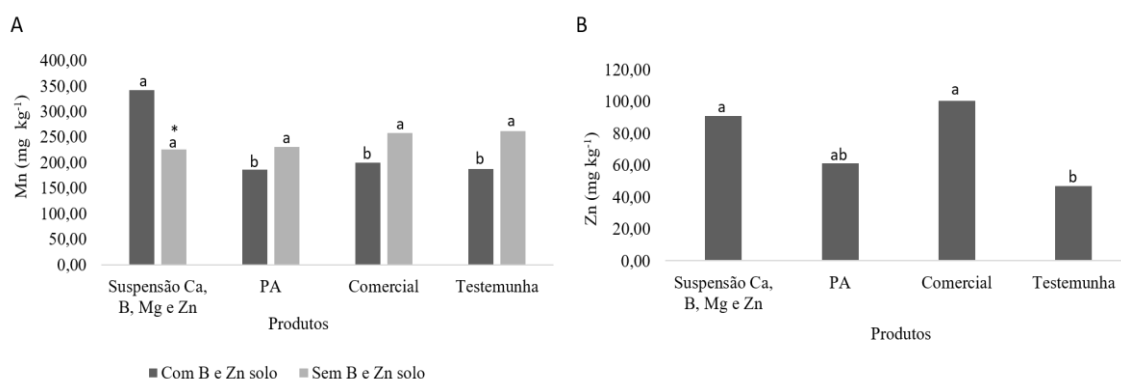 A
Mn (mg kg⁻¹)
400,00
350,00
300,00
250,00
200,00
150,00
100,00
50,00
0,00
a
*
a
b
a
b
a
b
a
Suspensão Ca,
B, Mg e Zn
PA
Comercial
Testemunha
Produtos
Com B e Zn solo
Sem B e Zn solo
B
Zn (mg kg⁻¹)
120,00
100,00
80,00
60,00
40,00
20,00
0,00
a
ab
a
b
Suspensão Ca,
B, Mg e Zn
PA
Comercial
Testemunha
Produtos